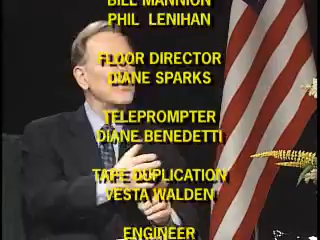 BILL MANNION
PHIL LENIHAN
FLOOR DIRECTOR
DIANE SPARKS
TELEPROMPTER
DIANE BENEDETTI
TAPE DUPLICATION
VESTA WALDEN
ENGINEER